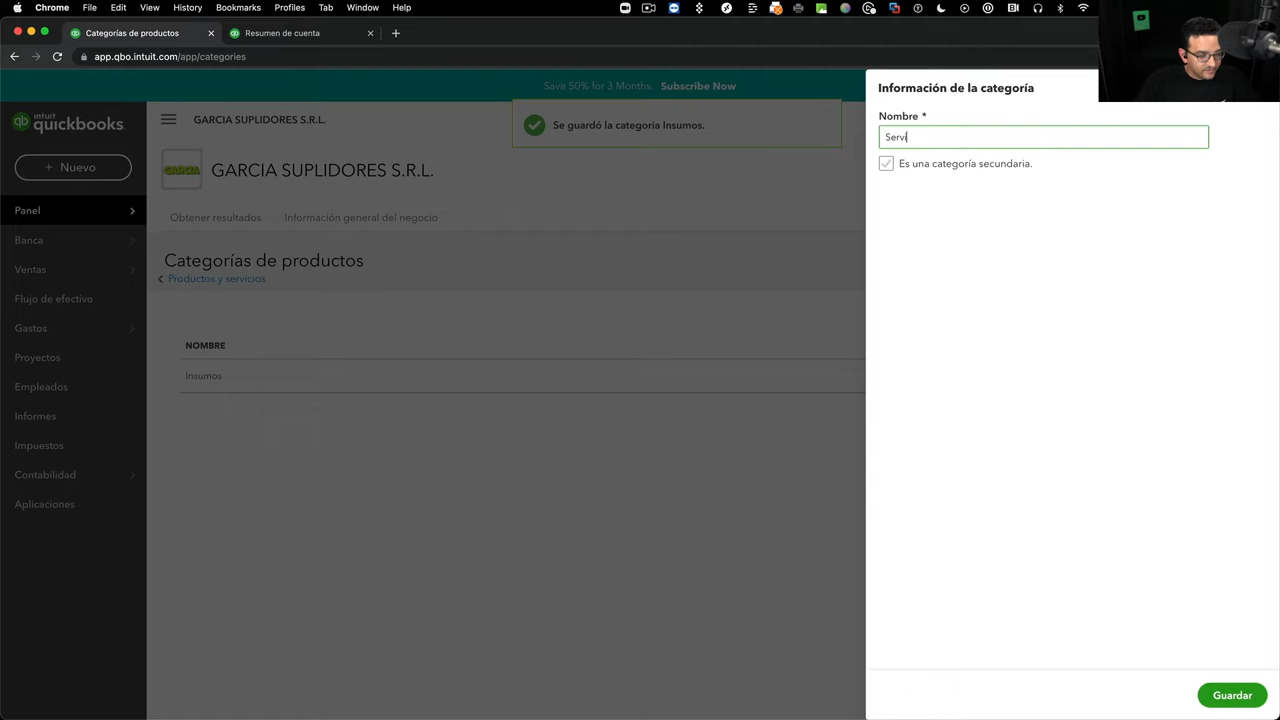 Chrome File Edit View History Bookmarks Profiles Tab Window Help
Categorías de productos
Resumen de cuenta
app.qbo.intuit.com/app/categories
Save 50% for 3 Months. Subscribe Now
Información de la categoría
Nombre *
Servi
Es una categoría secundaria.
intuit
quickbooks.
GARCIA SUPLIDORES S.R.L.
Se guardó la categoría Insumos.
+ Nuevo
GARCIA
GARCIA SUPLIDORES S.R.L.
Panel
Obtener resultados
Información general del negocio
Banca
Ventas
Flujo de efectivo
Gastos
Proyectos
Empleados
Informes
Impuestos
Contabilidad
Aplicaciones
Categorías de productos
Productos y servicios
NOMBRE
Insumos
Guardar